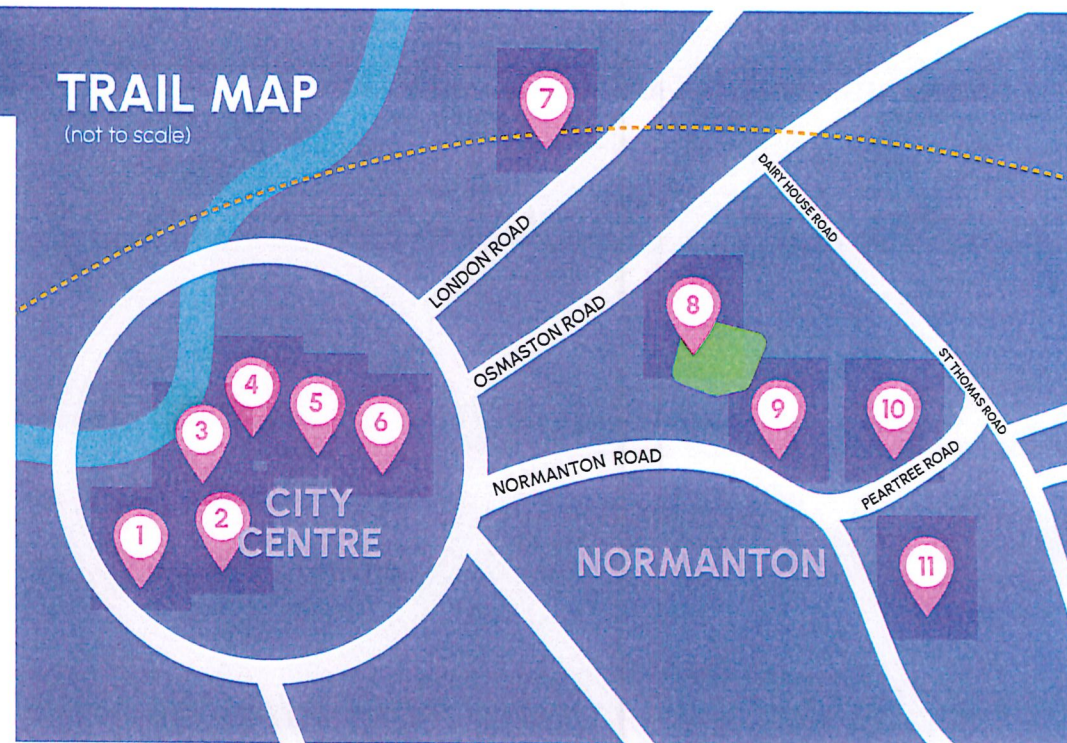 TRAIL MAP
(not to scale)
7
LONDON ROAD
DAIRY HOUSE ROAD
8
OSMASTON ROAD
4
5
6
3
ST THOMAS ROAD
9
10
NORMANTON ROAD
PEARTREE ROAD
CITY
CENTRE
1
2
NORMANTON
11